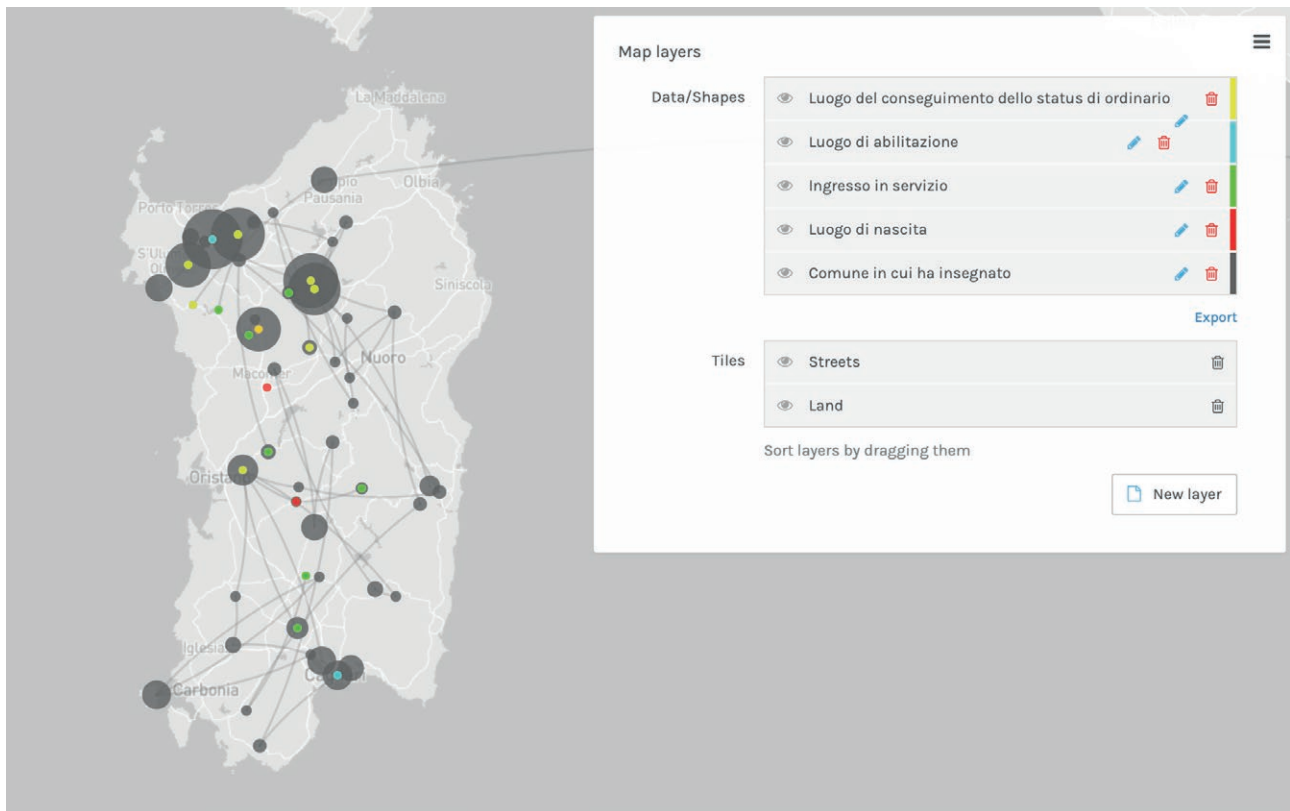 Map layers
Data/Shapes
Luogo del conseguimento dello status di ordinario
Luogo di abilitazione
Ingresso in servizio
Luogo di nascita
Comune in cui ha insegnato
Export
Tiles
Streets
Land
Sort layers by dragging them
New layer
La Maddalena
Olbia
Pausania
Porto Torres
Siniscola
Nuoro
Macomer
Carbonia